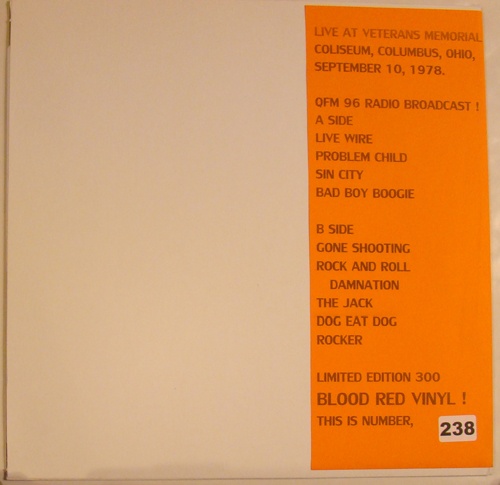 LIVE AT VETERANS MEMORIAL
COLISEUM, COLUMBUS, OHIO,
SEPTEMBER 10, 1978.
QFM 96 RADIO BROADCAST !
A SIDE
LIVE WIRE
PROBLEM CHILD
SIN CITY
BAD BOY BOOGIE
B SIDE
GONE SHOOTING
ROCK AND ROLL
DAMNATION
THE JACK
DOG EAT DOG
ROCKER
LIMITED EDITION 300
BLOOD RED VINYL !
THIS IS NUMBER, 238